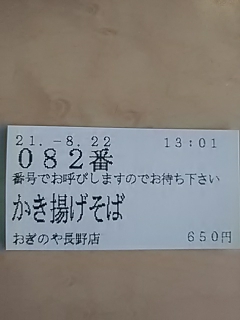 21.-8.22 13:01
082番
番号でお呼びしますのでお待ち下さい
かき揚げそば
おぎのや長野店 650円